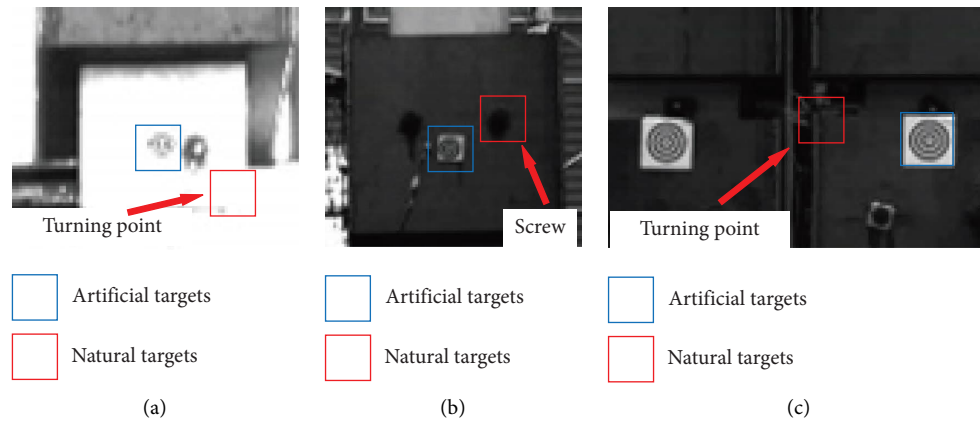 Turning point
Artificial targets
Natural targets
(a)
Screw
Artificial targets
Natural targets
(b)
Turning point
Artificial targets
Natural targets
(c)